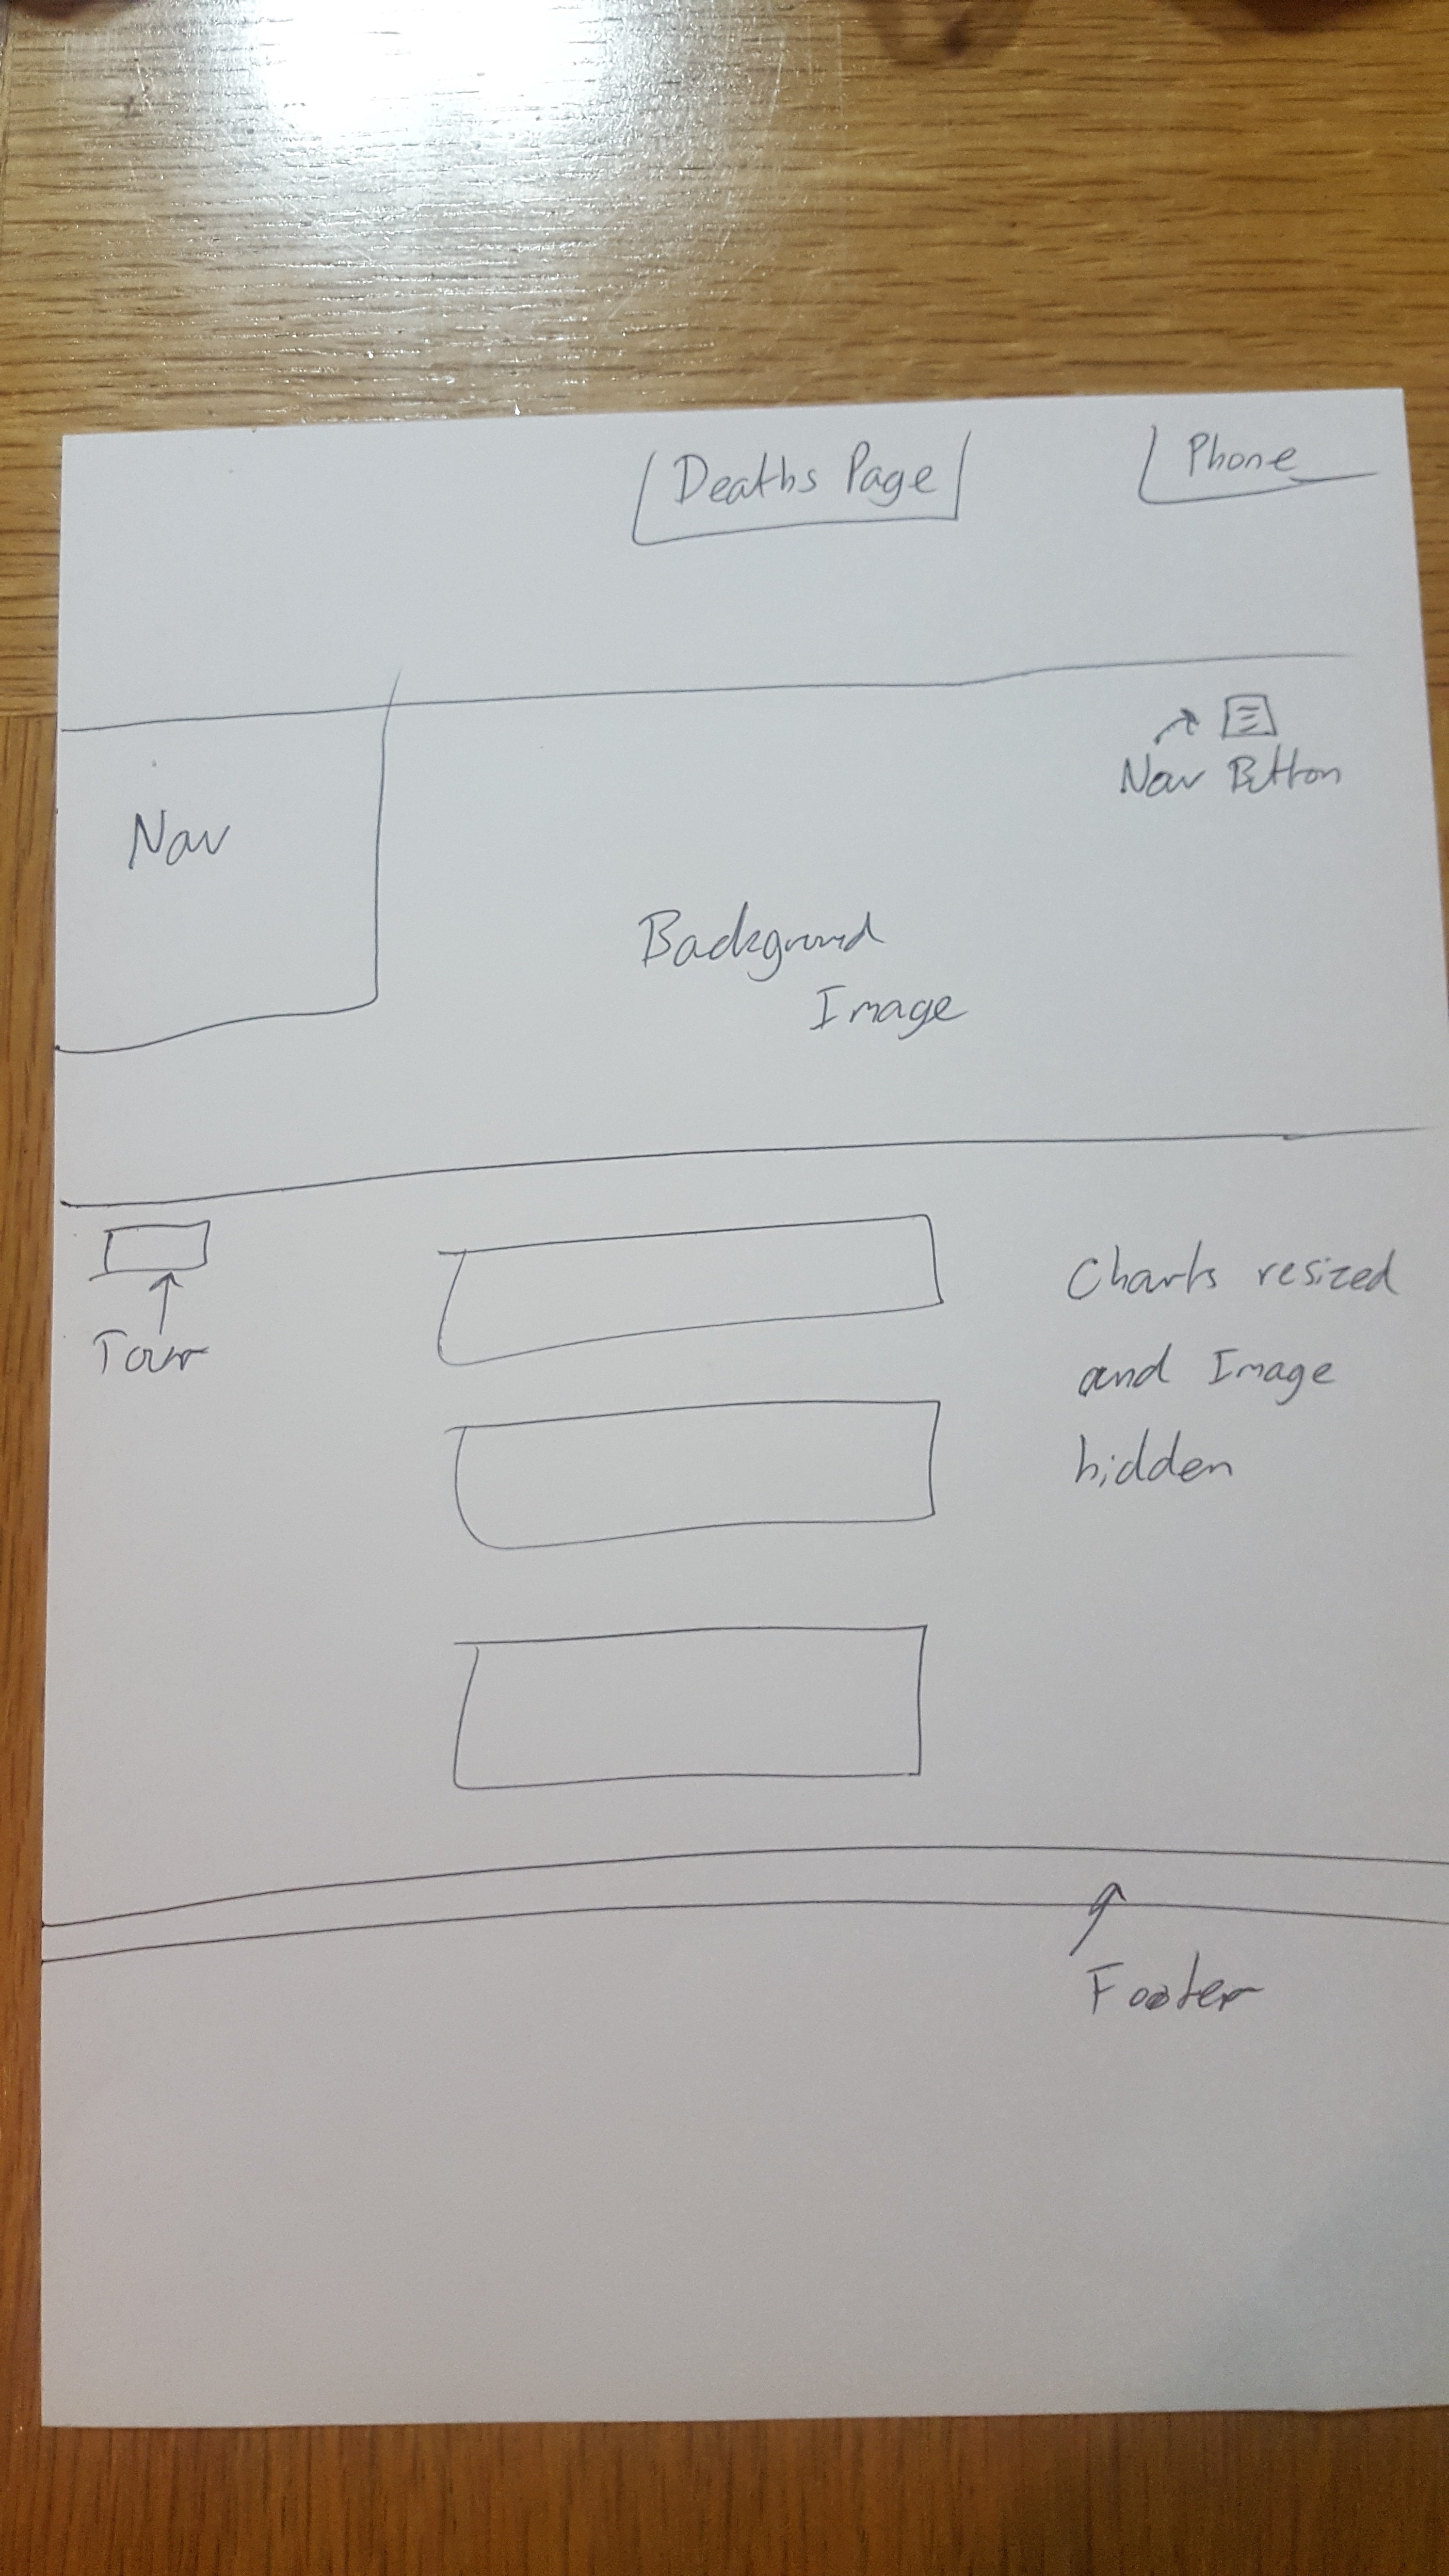 Deaths Page
Phone
Nav Button
Nav
Background
Image
Tour
Charts resized
and Image
hidden
Footer